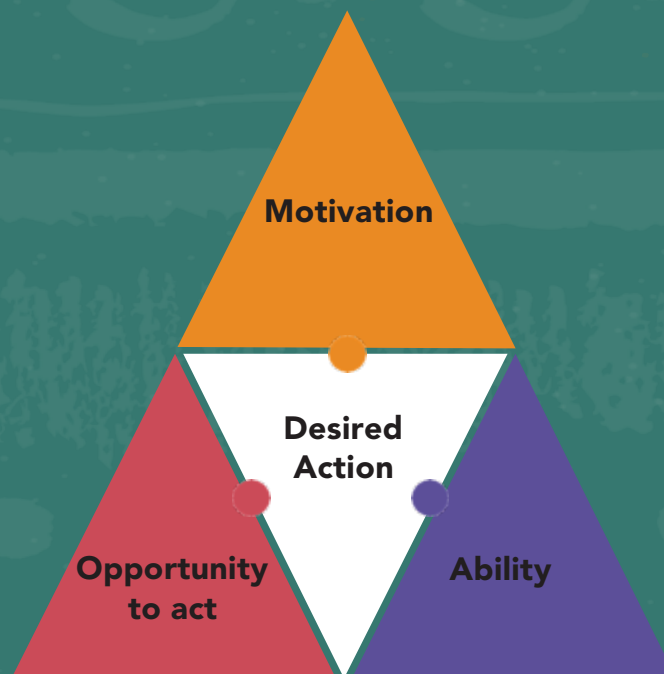 Motivation
Desired
Action
Opportunity
to act
Ability